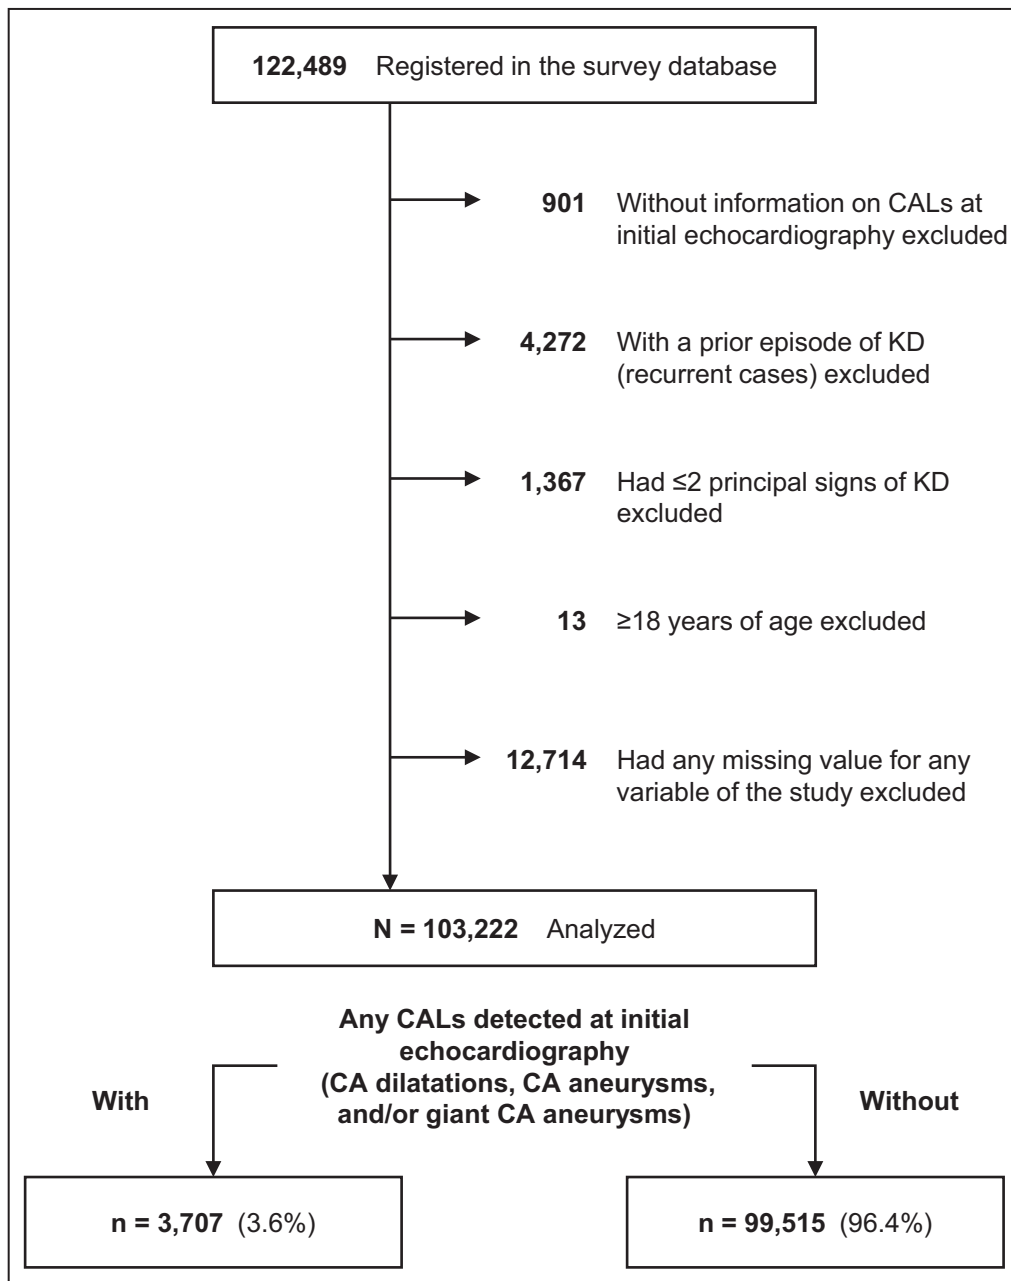 122,489 Registered in the survey database
901 Without information on CALs at
initial echocardiography excluded
4,272 With a prior episode of KD
(recurrent cases) excluded
1,367 Had ≤2 principal signs of KD
excluded
13 ≥18 years of age excluded
12,714 Had any missing value for any
variable of the study excluded
N = 103,222 Analyzed
Any CALs detected at initial
echocardiography
(CA dilatations, CA aneurysms,
and/or giant CA aneurysms)
With
Without
n = 3,707 (3.6%)
n = 99,515 (96.4%)